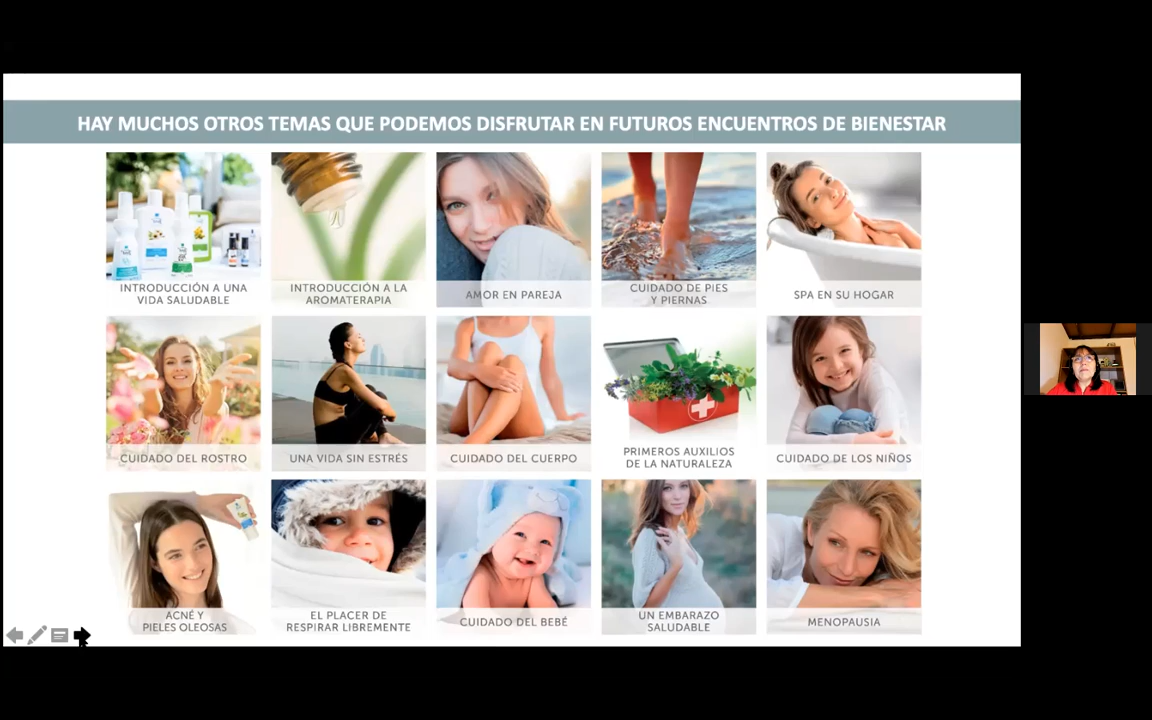 HAY MUCHOS OTROS TEMAS QUE PODEMOS DISFRUTAR EN FUTUROS ENCUENTROS DE BIENESTAR
INTRODUCCIÓN A UNA
VIDA SALUDABLE
INTRODUCCIÓN A LA
AROMATERAPIA
AMOR EN PAREJA
CUIDADO DE PIES
Y PIERNAS
SPA EN SU HOGAR
CUIDADO DEL ROSTRO
UNA VIDA SIN ESTRÉS
CUIDADO DEL CUERPO
PRIMEROS AUXILIOS
DE LA NATURALEZA
CUIDADO DE LOS NIÑOS
ACNÉ Y
PIELES OLEOSAS
EL PLACER DE
RESPIRAR LIBREMENTE
CUIDADO DEL BEBÉ
UN EMBARAZO
SALUDABLE
MENOPAUSIA